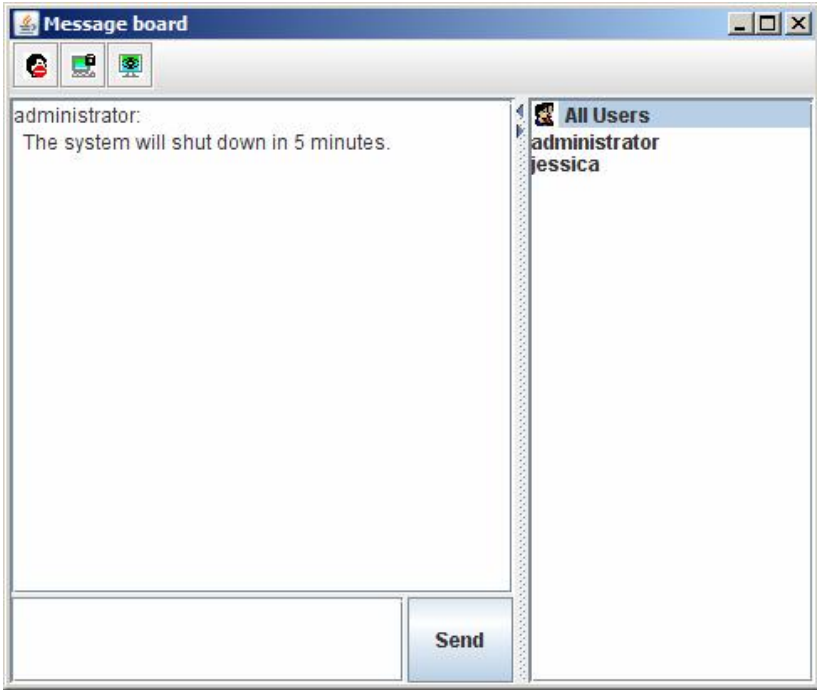 Message board
administrator:
The system will shut down in 5 minutes.
All Users
administrator
jessica
Send